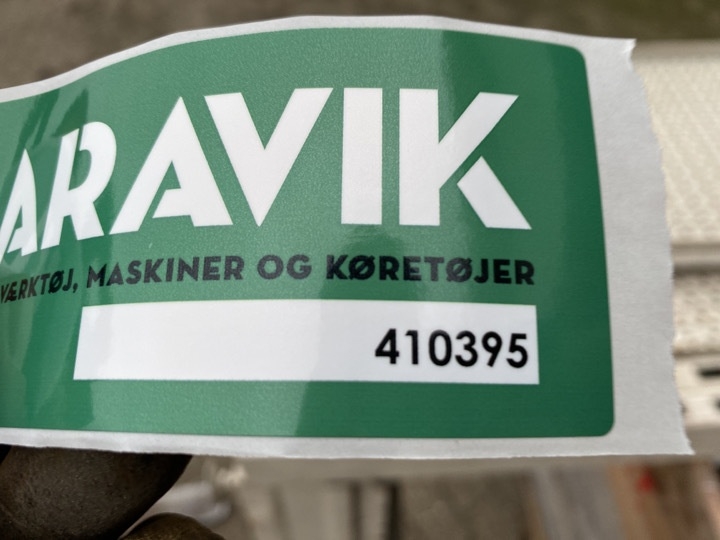 ARAVIK
VÆRKTØJ, MASKINER OG KØRETØJER
410395